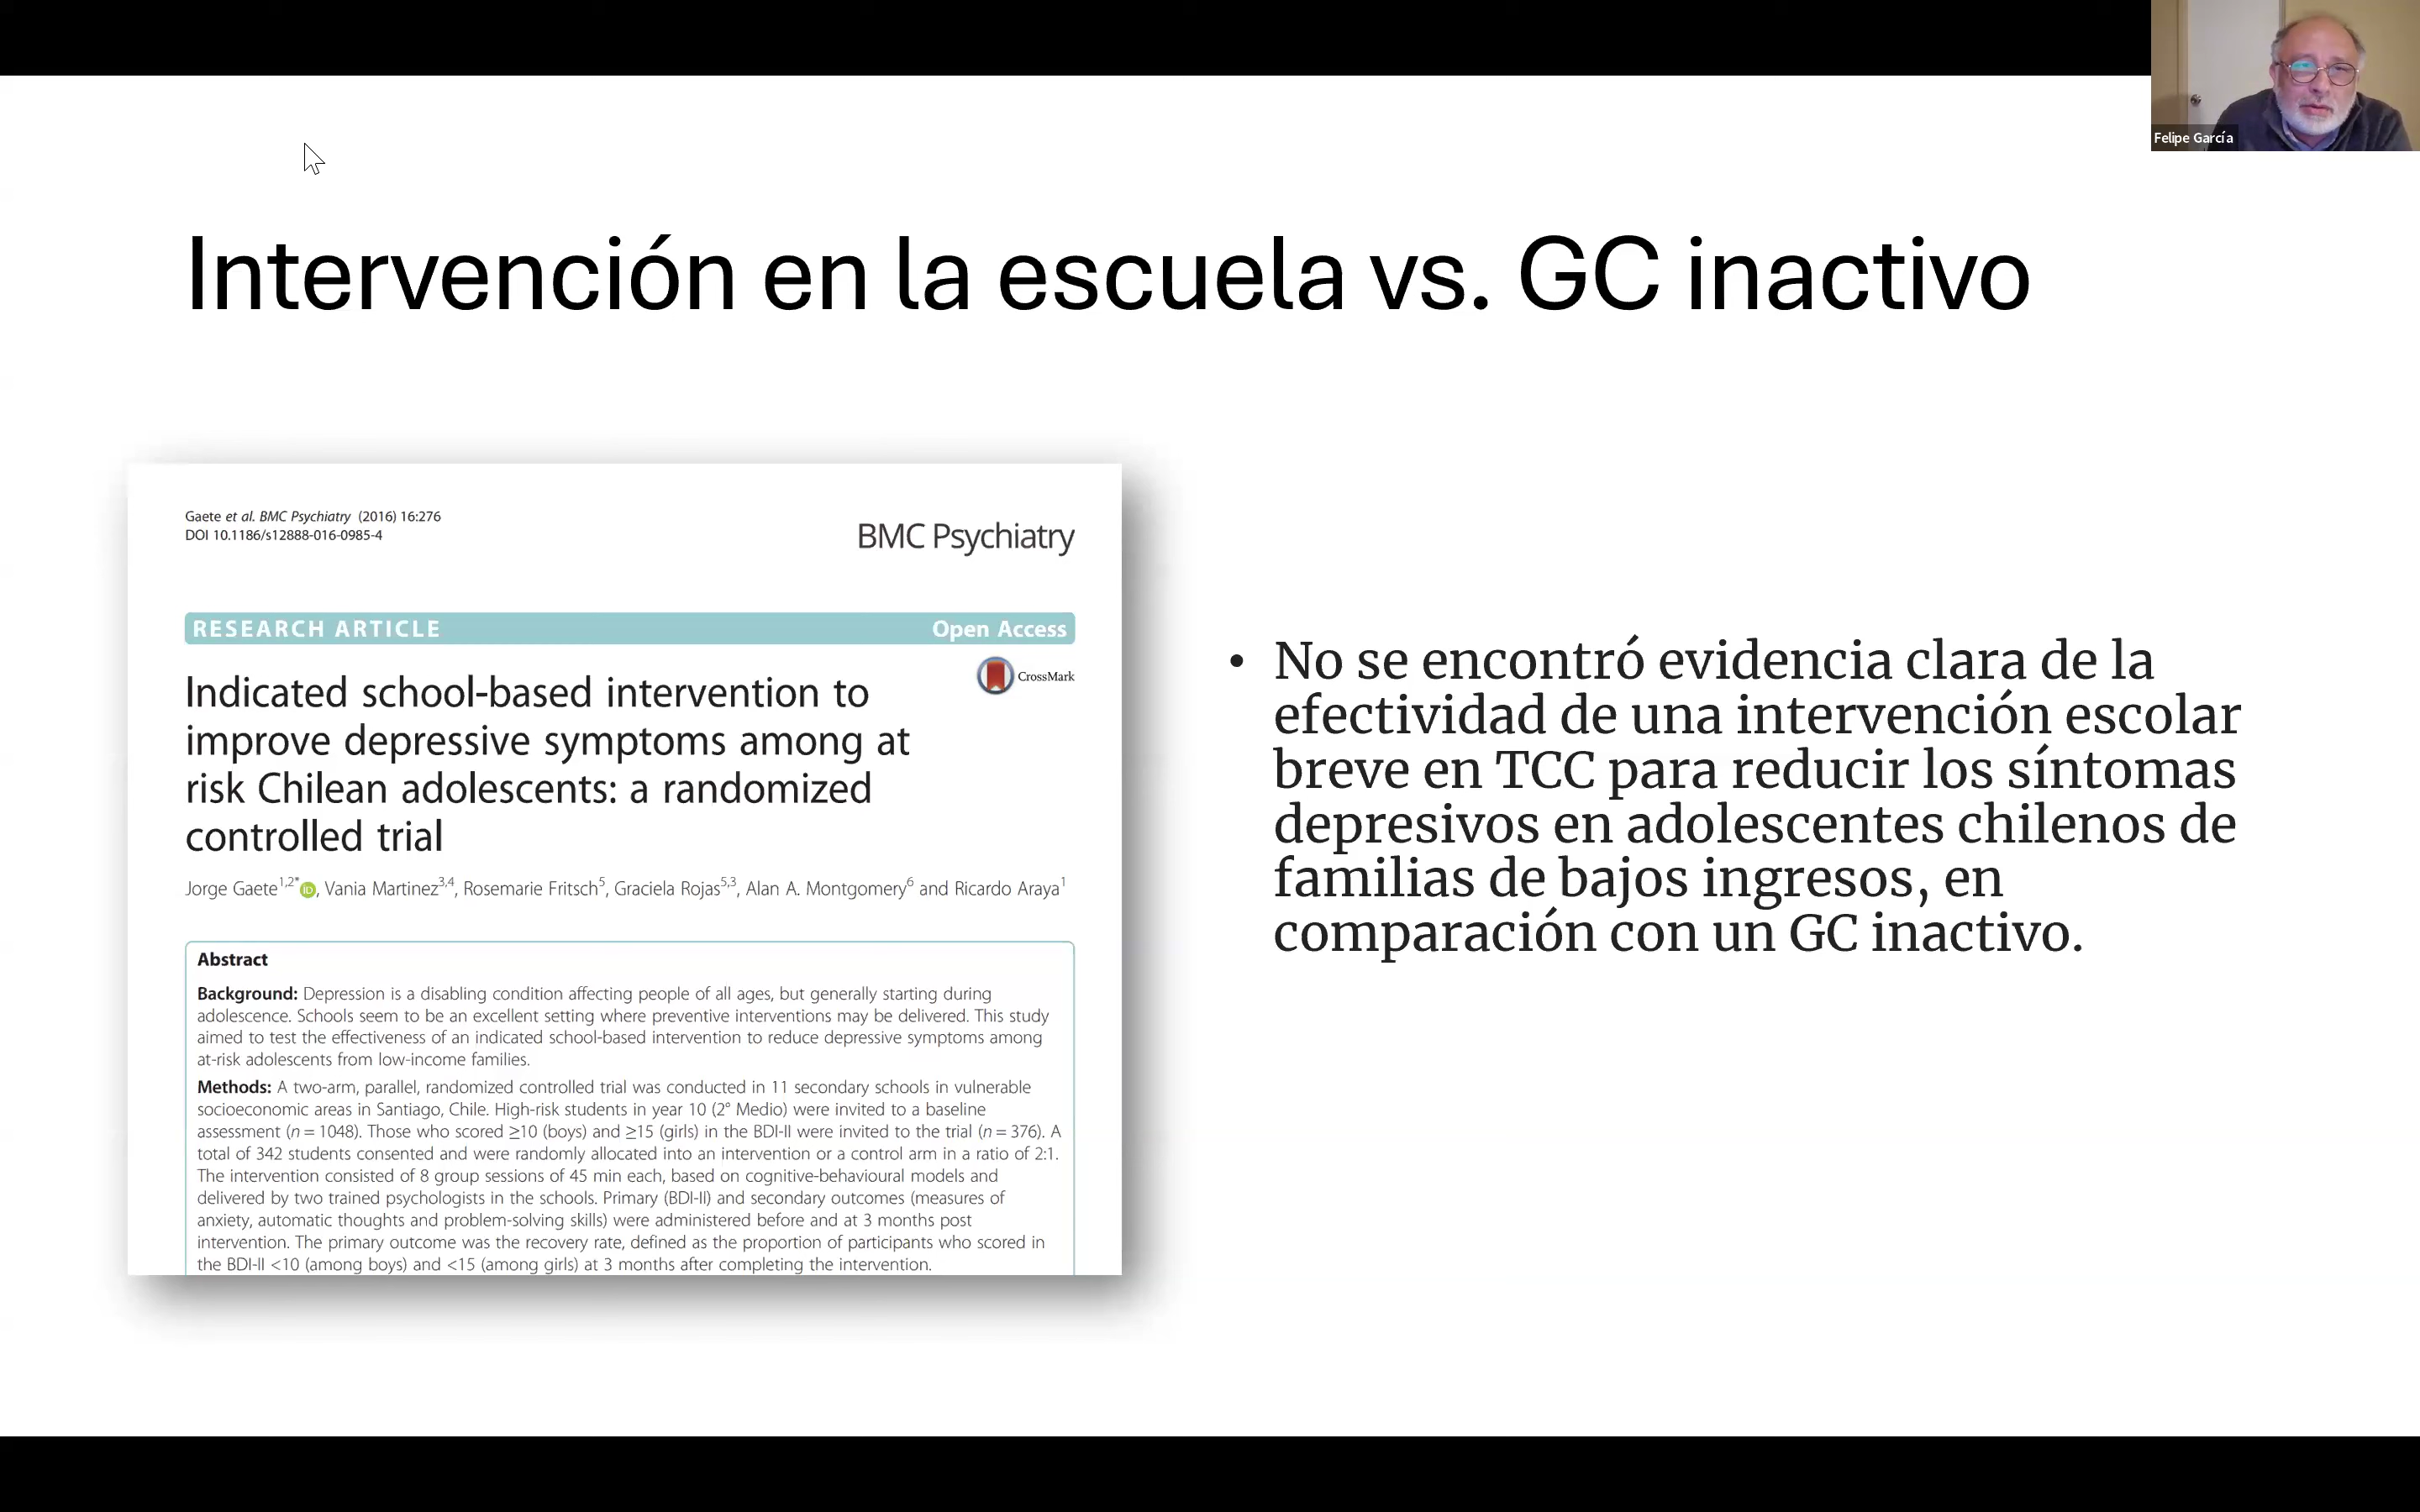 Felipe García
Intervención en la escuela vs. GC inactivo
Gaete et al. BMC Psychiatry (2016) 16:276
DOI 10.1186/s12888-016-0985-4
BMC Psychiatry
RESEARCH ARTICLE
Open Access
Indicated school-based intervention to
improve depressive symptoms among at
risk Chilean adolescents: a randomized
controlled trial
CrossMark
Jorge Gaete1,2* iD, Vania Martinez3,4, Rosemarie Fritsch5, Graciela Rojas5,3, Alan A. Montgomery6 and Ricardo Araya1
Abstract
Background: Depression is a disabling condition affecting people of all ages, but generally starting during
adolescence. Schools seem to be an excellent setting where preventive interventions may be delivered. This study
aimed to test the effectiveness of an indicated school-based intervention to reduce depressive symptoms among
at-risk adolescents from low-income families.
Methods: A two-arm, parallel, randomized controlled trial was conducted in 11 secondary schools in vulnerable
socioeconomic areas in Santiago, Chile. High-risk students in year 10 (2° Medio) were invited to a baseline
assessment (n = 1048). Those who scored ≥10 (boys) and ≥15 (girls) in the BDI-II were invited to the trial (n = 376). A
total of 342 students consented and were randomly allocated into an intervention or a control arm in a ratio of 2:1.
The intervention consisted of 8 group sessions of 45 min each, based on cognitive-behavioural models and
delivered by two trained psychologists in the schools. Primary (BDI-II) and secondary outcomes (measures of
anxiety, automatic thoughts and problem-solving skills) were administered before and at 3 months post
intervention. The primary outcome was the recovery rate, defined as the proportion of participants who scored in
the BDI-II <10 (among boys) and <15 (among girls) at 3 months after completing the intervention.
• No se encontró evidencia clara de la
efectividad de una intervención escolar
breve en TCC para reducir los síntomas
depresivos en adolescentes chilenos de
familias de bajos ingresos, en
comparación con un GC inactivo.